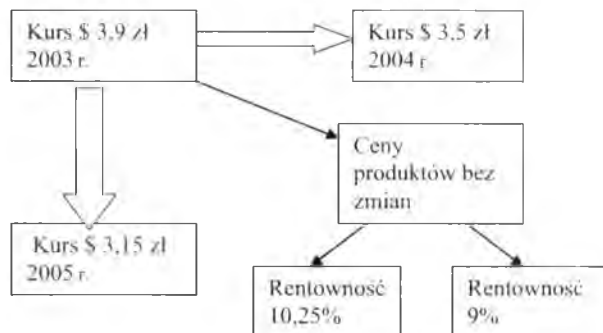 Kurs $ 3,9 zł
2003 r.
Kurs $ 3,5 zł
2004 r
Ceny
produktów bez
zmian
Kurs $ 3,15 zł
2005 r.
Rentowność
10,25%
Rentowność
9%